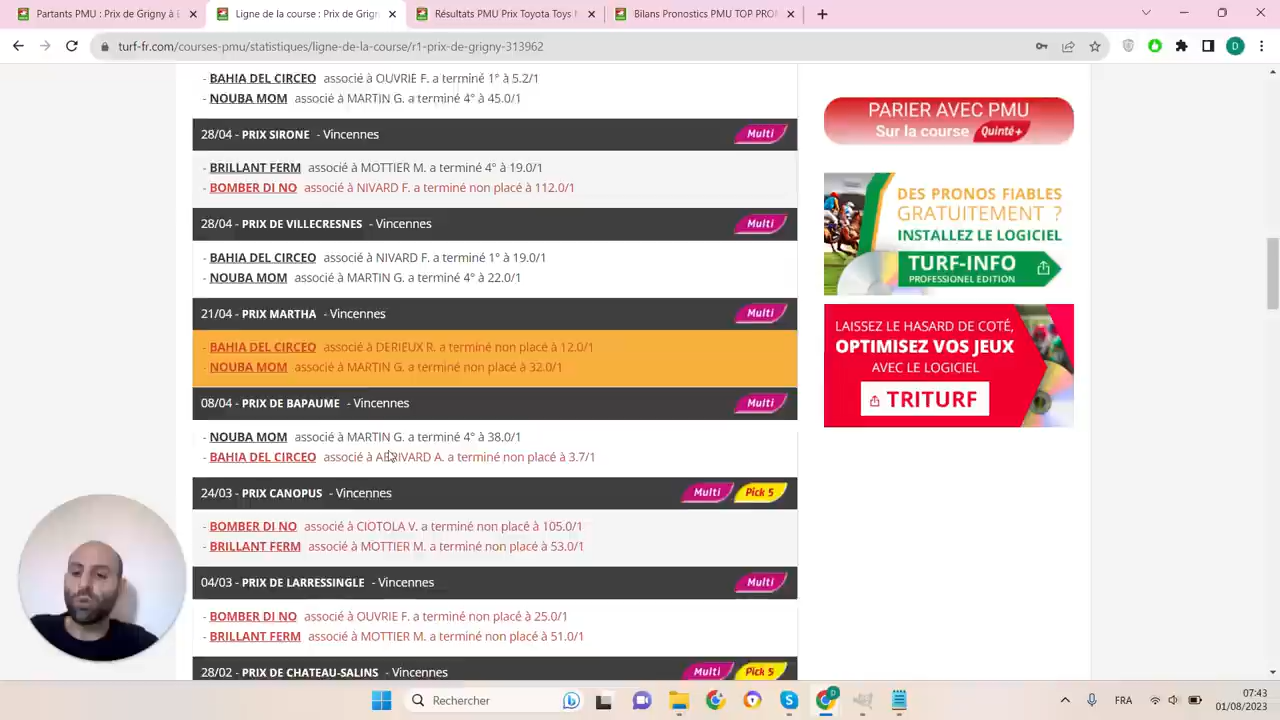 Partants PMU : Prix de Grigny à E
Ligne de la course : Prix de Grign
Résultats PMU Prix Toys M
Bilans Pronostics PMU TOP PRO
turf-fr.com/courses-pmu/statistiques/ligne-de-la-course/r1-prix-de-grigny-313962
D
- BAHIA DEL CIRCEO associé à OUVRIE F. a terminé 1° à 5.2/1
- NOUBA MOM associé à MARTIN G. a terminé 4° à 45.0/1
28/04 - PRIX SIRONE - Vincennes Multi
- BRILLANT FERM associé à MOTTIER M. a terminé 4° à 19.0/1
- BOMBER DI NO associé à NIVARD F. a terminé non placé à 112.0/1
28/04 - PRIX DE VILLECRESNES - Vincennes Multi
- BAHIA DEL CIRCEO associé à NIVARD F. a terminé 1° à 19.0/1
- NOUBA MOM associé à MARTIN G. a terminé 4° à 22.0/1
21/04 - PRIX MARTHA - Vincennes Multi
- BAHIA DEL CIRCEO associé à DERIEUX R. a terminé non placé à 12.0/1
- NOUBA MOM associé à MARTIN G. a terminé non placé à 32.0/1
08/04 - PRIX DE BAPAUME - Vincennes Multi
- NOUBA MOM associé à MARTIN G. a terminé 4° à 38.0/1
- BAHIA DEL CIRCEO associé à ABRIVARD A. a terminé non placé à 3.7/1
24/03 - PRIX CANOPUS - Vincennes Multi Pick 5
- BOMBER DI NO associé à CIOTOLA V. a terminé non placé à 105.0/1
- BRILLANT FERM associé à MOTTIER M. a terminé non placé à 53.0/1
04/03 - PRIX DE LARRESSINGLE - Vincennes Multi
- BOMBER DI NO associé à OUVRIE F. a terminé non placé à 25.0/1
- BRILLANT FERM associé à MOTTIER M. a terminé non placé à 51.0/1
28/02 - PRIX DE CHATEAU-SALINS - Vincennes Multi Pick 5
PARIER AVEC PMU
Sur la course Quinté+
DES PRONOS FIABLES
GRATUITEMENT ?
INSTALLEZ LE LOGICIEL
TURF-INFO
PROFESSIONEL EDITION
LAISSEZ LE HASARD DE COTÉ,
OPTIMISEZ VOS JEUX
AVEC LE LOGICIEL
TRITURF
Rechercher
FRA
07:43
01/08/2023